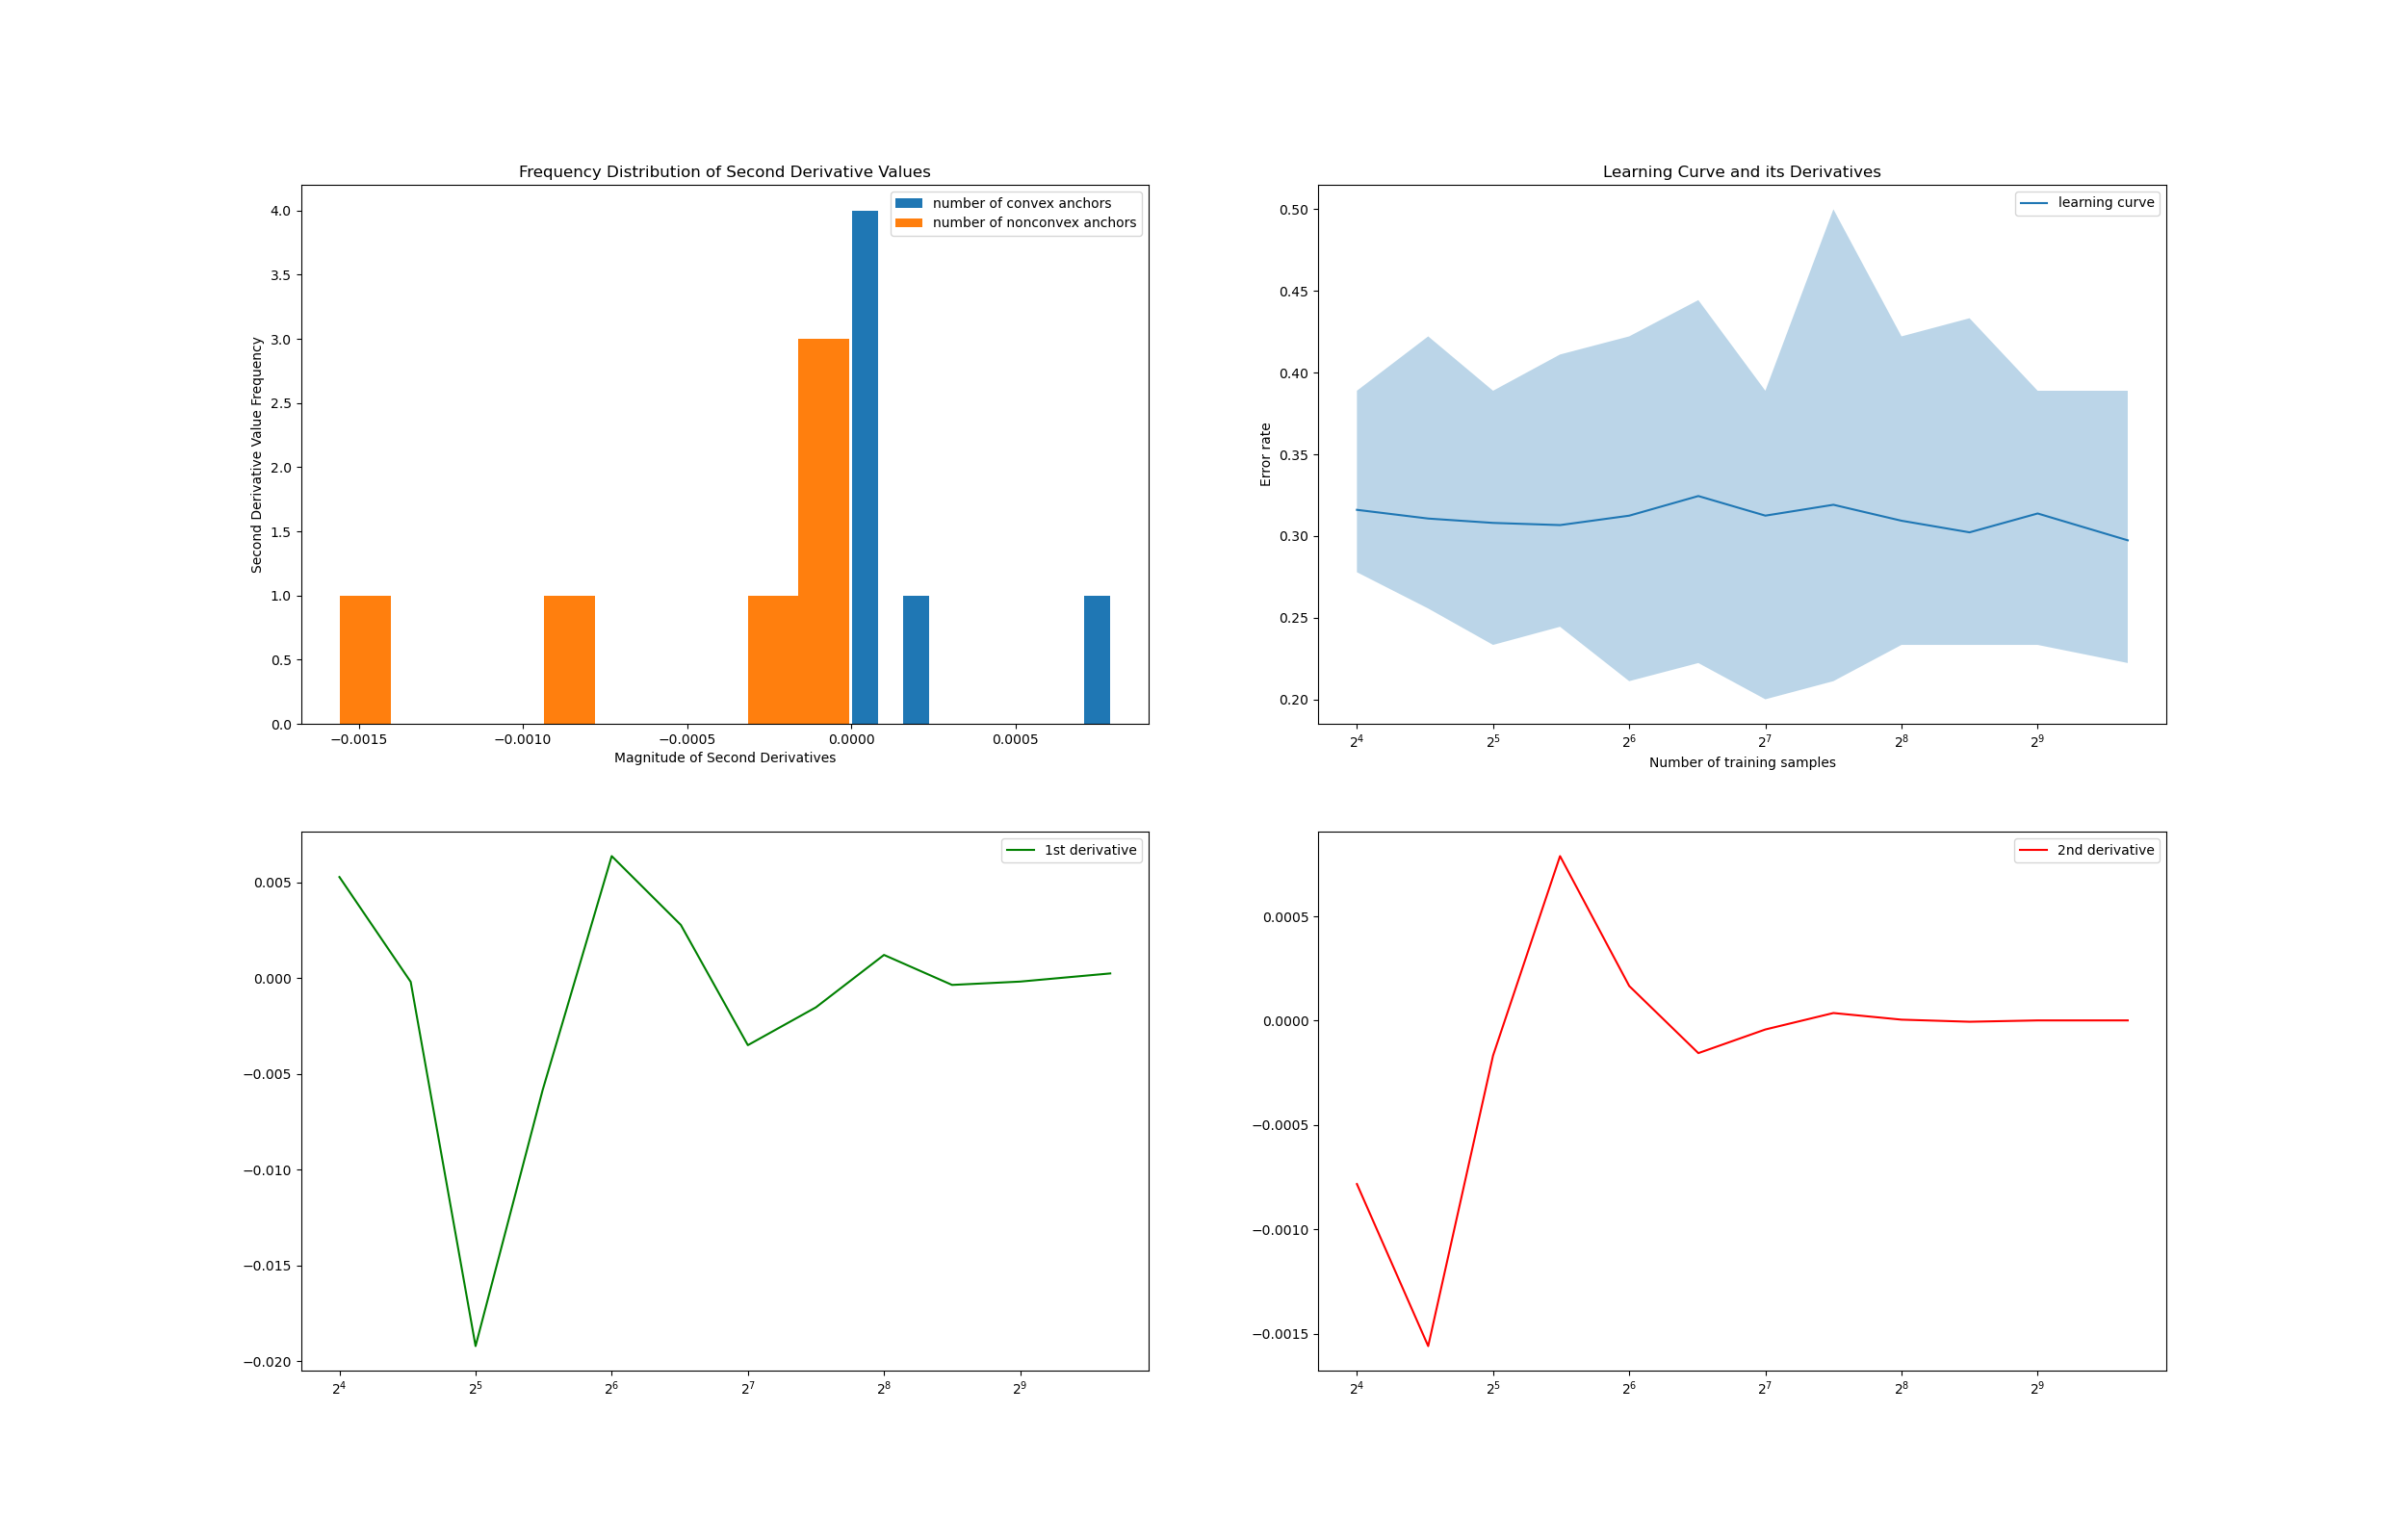 Frequency Distribution of Second Derivative Values
number of convex anchors
number of nonconvex anchors
4.0
3.5
3.0
2.5
2.0
1.5
1.0
0.5
0.0
Second Derivative Value Frequency
−0.0015 −0.0010 −0.0005 0.0000 0.0005
Magnitude of Second Derivatives
Learning Curve and its Derivatives
learning curve
0.50
0.45
0.40
0.35
0.30
0.25
0.20
Error rate
2⁴ 2⁵ 2⁶ 2⁷ 2⁸ 2⁹
Number of training samples
1st derivative
0.005
0.000
−0.005
−0.010
−0.015
−0.020
2⁴ 2⁵ 2⁶ 2⁷ 2⁸ 2⁹
2nd derivative
0.0005
0.0000
−0.0005
−0.0010
−0.0015
2⁴ 2⁵ 2⁶ 2⁷ 2⁸ 2⁹